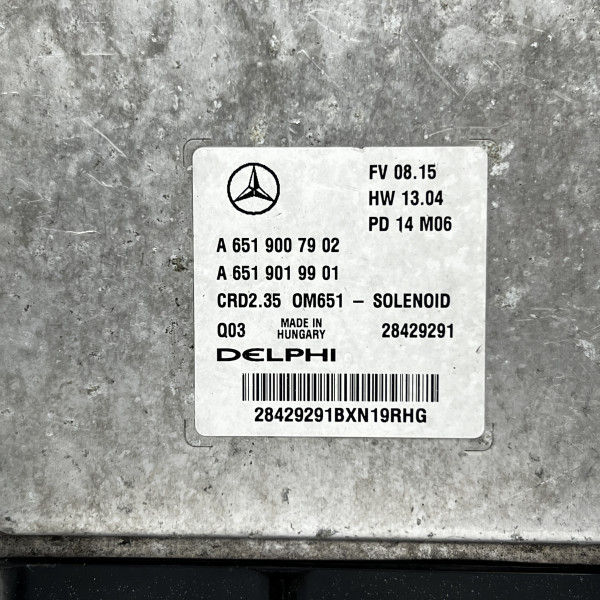 FV 08.15
HW 13.04
PD 14 M06
A 651 900 79 02
A 651 901 99 01
CRD2.35 OM651 – SOLENOID
Q03 MADE IN HUNGARY 28429291
DELPHI
28429291BXN19RHG